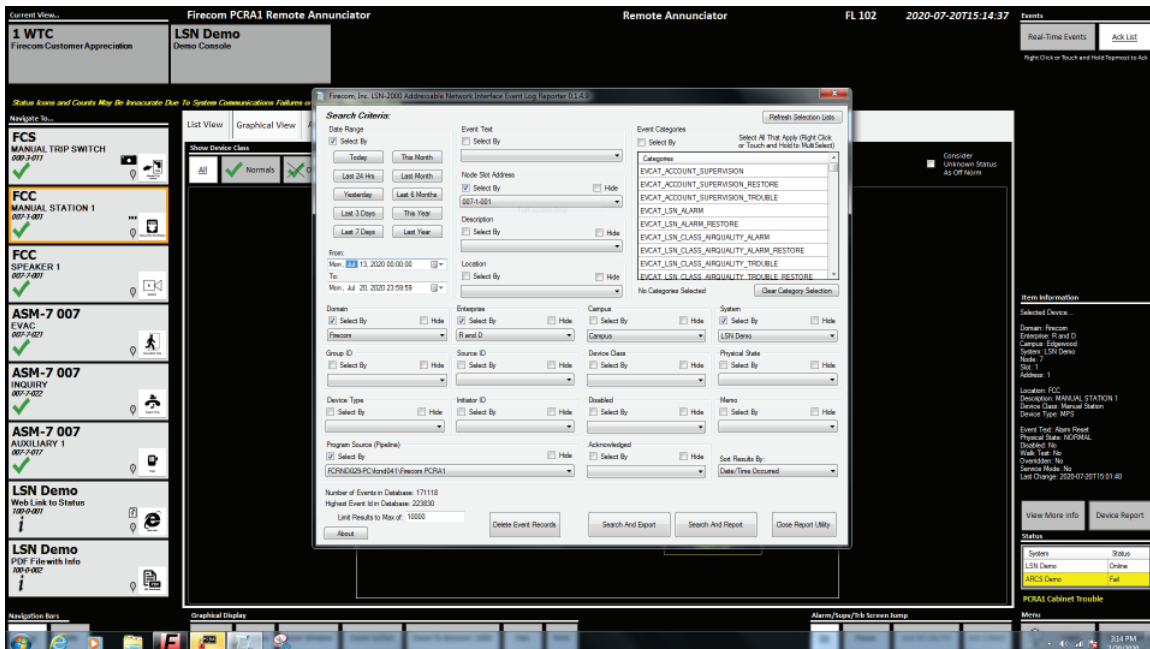 Current View...
Firecom PCRA1 Remote Annunciator
Remote Annunciator
FL 102
2020-07-20T15:14:37
Events
1 WTC
Firecom Customer Appreciation
LSN Demo
Demo Console
Real-Time Events
Ack List
Right Click or Touch and Hold Topmost to Ack
Status Icons and Counts May Be Innacurate Due To System Communications Failures or
Navigate To...
List View
Graphical View
Show Device Class
All
Normals
Consider
Unknown Status
As Off Norm
FCS
MANUAL TRIP SWITCH
000-3-011
FCC
MANUAL STATION 1
007-1-001
FCC
SPEAKER 1
007-7-001
ASM-7 007
EVAC
007-7-021
ASM-7 007
INQUIRY
007-7-022
ASM-7 007
AUXILIARY 1
007-7-017
LSN Demo
Web Link to Status
100-0-001
LSN Demo
PDF File with Info
100-0-002
Firecom, Inc. LSN-2000 Addressable Network Interface Event Log Reporter 0.1.4.9
Search Criteria:
Refresh Selection Lists
Date Range
Select By
Today
This Month
Last 24 Hrs
Last Month
Yesterday
Last 6 Months
Last 3 Days
This Year
Last 7 Days
Last Year
From:
Mon, Jul 13, 2020 00:00:00
To:
Mon, Jul 20, 2020 23:59:59
Event Text
Select By
Node Slot Address
Select By
Hide
007-1-001
Description
Select By
Hide
Location
Select By
Hide
Event Categories
Select By
Select All That Apply (Right Click
or Touch and Hold to MultiSelect)
Categories
EVCAT_ACCOUNT_SUPERVISION
EVCAT_ACCOUNT_SUPERVISION_RESTORE
EVCAT_ACCOUNT_SUPERVISION_TROUBLE
EVCAT_LSN_ALARM
EVCAT_LSN_ALARM_RESTORE
EVCAT_LSN_CLASS_AIRQUALITY_ALARM
EVCAT_LSN_CLASS_AIRQUALITY_ALARM_RESTORE
EVCAT_LSN_CLASS_AIRQUALITY_TROUBLE
EVCAT_LSN_CLASS_AIRQUALITY_TROUBLE_RESTORE
No Categories Selected
Clear Category Selection
Domain
Select By
Hide
Firecom
Enterprise
Select By
Hide
R and D
Campus
Select By
Hide
Campus
System
Select By
Hide
LSN Demo
Group ID
Select By
Hide
Source ID
Select By
Hide
Device Class
Select By
Hide
Physical State
Select By
Hide
Device Type
Select By
Hide
Initiator ID
Select By
Hide
Disabled
Select By
Hide
Memo
Select By
Hide
Program Source (Pipeline)
Select By
Hide
FCRND029-PC\fcrnd041\Firecom PCRA1
Acknowledged
Select By
Hide
Sort Results By:
Date/Time Occurred
Number of Events in Database: 171118
Highest Event Id in Database: 223830
Limit Results to Max of: 10000
About
Delete Event Records
Search And Export
Search And Report
Close Report Utility
Item Information
Selected Device...
Domain: Firecom
Enterprise: R and D
Campus: Edgewood
System: LSN Demo
Node: 7
Slot: 1
Address: 1
Location: FCC
Description: MANUAL STATION 1
Device Class: Manual Station
Device Type: MPS
Event Text: Alarm Reset
Physical State: NORMAL
Disabled: No
Walk Test: No
Overridden: No
Service Mode: No
Last Change: 2020-07-20T15:01:40
View More Info
Device Report
Status
System
Status
LSN Demo
Online
ARCS Demo
Fail
PCRA1 Cabinet Trouble
Navigation Bars
Graphical Display
Alarm/Supv/Trb Screen Jump
Menu
3:14 PM
7/20/2020